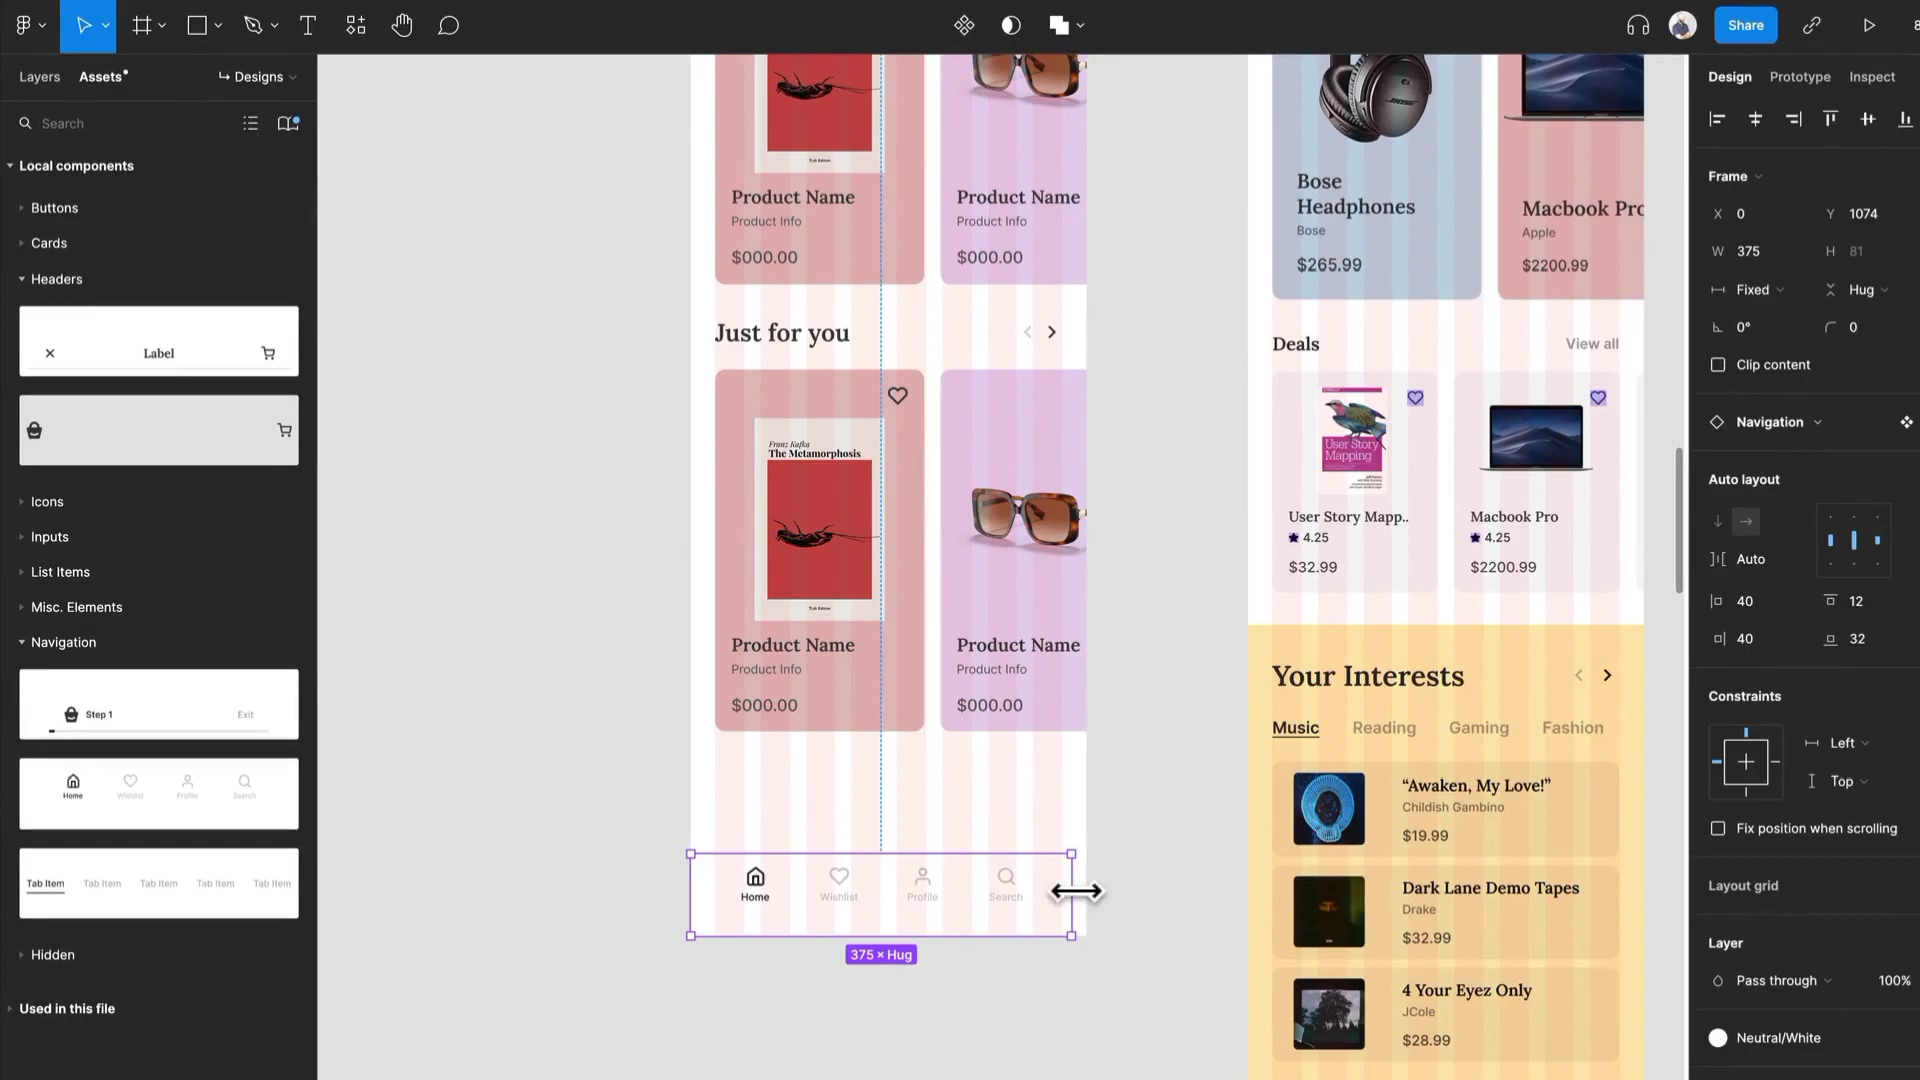 Share
8
Layers
Assets
Designs
Search
Local components
Buttons
Cards
Headers
Label
Icons
Inputs
List Items
Misc. Elements
Navigation
Step 1
Exit
Home
Wishlist
Profile
Search
Tab Item
Tab Item
Tab Item
Tab Item
Tab Item
Hidden
Used in this file
Product Name
Product Info
$000.00
Product Name
Product Info
$000.00
Just for you
Franz Kafka
The Metamorphosis
Product Name
Product Info
$000.00
Product Name
Product Info
$000.00
Home
Wishlist
Profile
Search
375 × Hug
BOSE
Bose
Headphones
Bose
$265.99
Macbook Pro
Apple
$2200.99
Deals
View all
User Story
Mapping
User Story Mapp..
4.25
$32.99
Macbook Pro
4.25
$2200.99
Your Interests
Music
Reading
Gaming
Fashion
“Awaken, My Love!”
Childish Gambino
$19.99
Dark Lane Demo Tapes
Drake
$32.99
4 Your Eyez Only
JCole
$28.99
Design
Prototype
Inspect
Frame
X 0
Y 1074
W 375
H 81
Fixed
Hug
0°
0
Clip content
Navigation
Auto layout
Auto
40
12
40
32
Constraints
Left
Top
Fix position when scrolling
Layout grid
Layer
Pass through
100%
Neutral/White